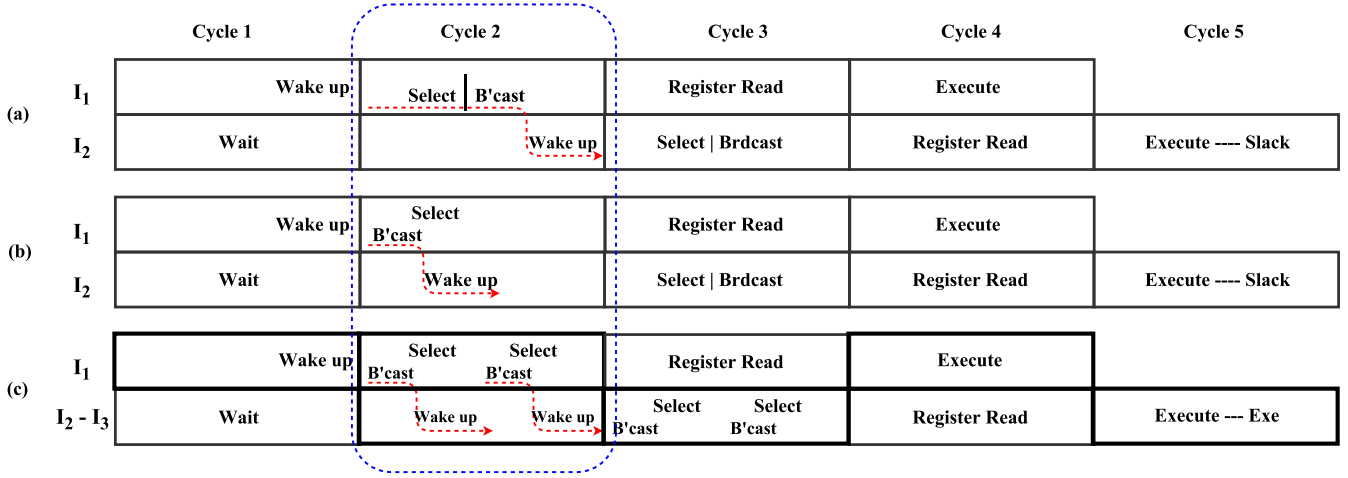 Cycle 1 Cycle 2 Cycle 3 Cycle 4 Cycle 5
(a)
I1 Wake up Select B'cast Register Read Execute
I2 Wait Wake up Select | Brdcast Register Read Execute ---- Slack
(b)
I1 Wake up Select B'cast Register Read Execute
I2 Wait Wake up Select | Brdcast Register Read Execute ---- Slack
(c)
I1 Wake up Select B'cast Select B'cast Register Read Execute
I2 - I3 Wait Wake up Wake up Select B'cast Select B'cast Register Read Execute --- Exe